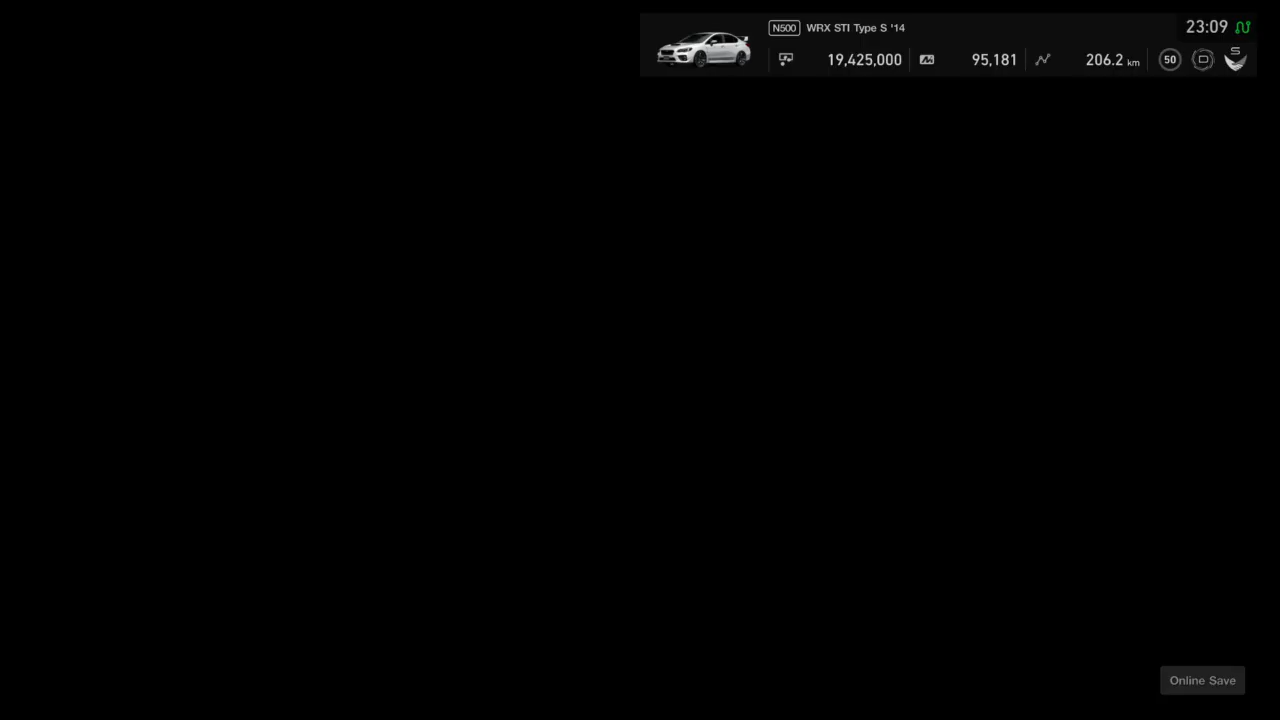 N500 WRX STI Type S '14
23:09
19,425,000
95,181
206.2 km
50
D
S
Online Save